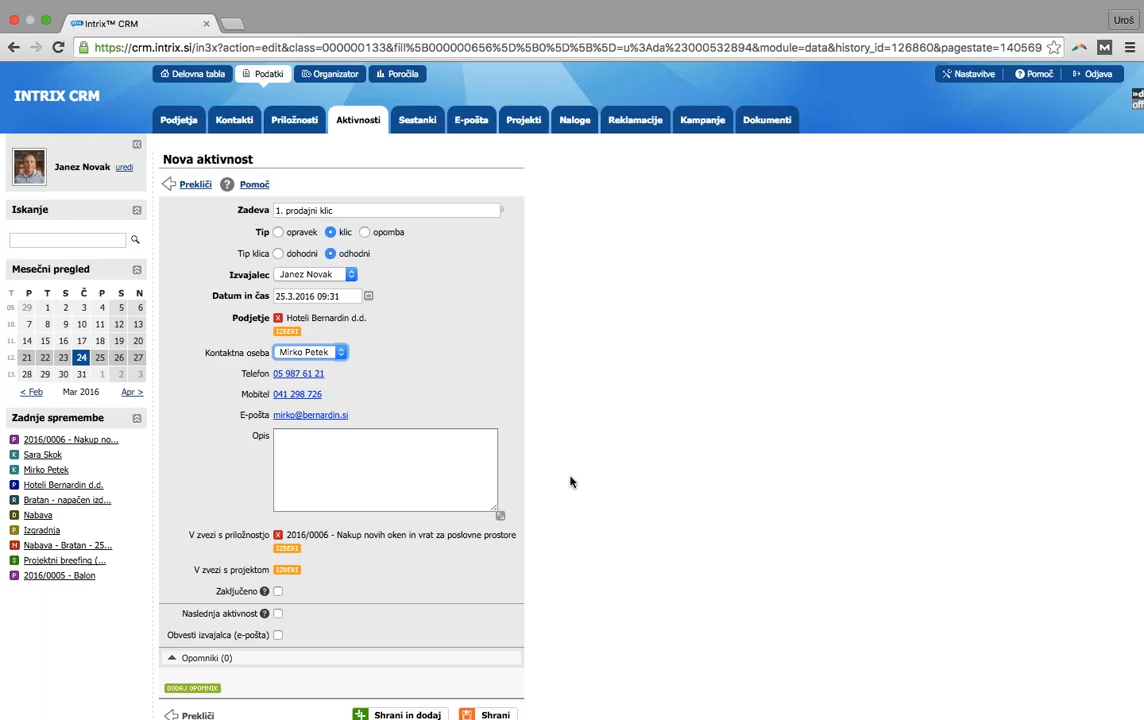 Intrix™ CRM
Uroš
https://crm.intrix.si/in3x?action=edit&class=000000133&fill%5B000000656%5D%5B0%5D%5B%5D=u%3Ada%23000532894&module=data&history_id=126860&pagestate=140569
INTRIX CRM
Delovna tabla Podatki Organizator Poročila Nastavitve Pomoč Odjava
Podjetja Kontakti Priložnosti Aktivnosti Sestanki E-pošta Projekti Naloge Reklamacije Kampanje Dokumenti
off
Janez Novak uredi
Iskanje
Mesečni pregled
T P T S Č P S N
09. 29 1 2 3 4 5 6
10. 7 8 9 10 11 12 13
11. 14 15 16 17 18 19 20
12. 21 22 23 24 25 26 27
13. 28 29 30 31 1 2 3
< Feb Mar 2016 Apr >
Zadnje spremembe
P 2016/0006 - Nakup no...
K Sara Skok
K Mirko Petek
P Hoteli Bernardin d.d.
R Bratan - napačen izd...
N Nabava
P Izgradnja
N Nabava - Bratan - 25...
S Projektni breefing (...
P 2016/0005 - Balon
Nova aktivnost
Prekliči ? Pomoč
Zadeva 1. prodajni klic
Tip opravek klic opomba
Tip klica dohodni odhodni
Izvajalec Janez Novak
Datum in čas 25.3.2016 09:31
Podjetje X Hoteli Bernardin d.d.
IZBERI
Kontaktna oseba Mirko Petek
Telefon 05 987 61 21
Mobitel 041 298 726
E-pošta mirko@bernardin.si
Opis
V zvezi s priložnostjo X 2016/0006 - Nakup novih oken in vrat za poslovne prostore
IZBERI
V zvezi s projektom IZBERI
Zaključeno ?
Naslednja aktivnost ?
Obvesti izvajalca (e-pošta)
Opomniki (0)
DODAJ OPOMNIK
Prekliči Shrani in dodaj Shrani